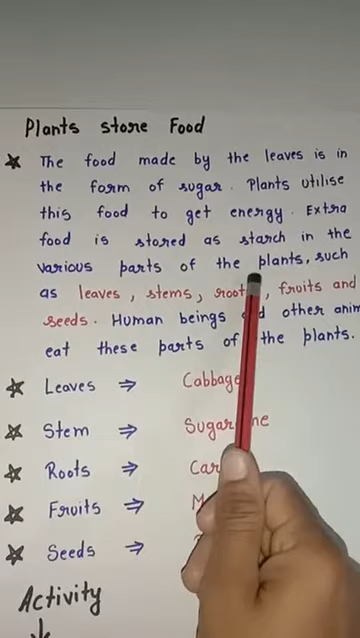 Plants store Food
★ The food made by the leaves is in
the form of sugar. Plants utilise
this food to get energy. Extra
food is stored as starch in the
various parts of the plants, such
as leaves, stems, root , fruits and
seeds. Human beings other anim
eat these parts of the plants.
★ Leaves ⇒ Cabbage
★ Stem ⇒ Sugar ne
★ Roots ⇒ Car
★ Fruits ⇒ M
★ Seeds ⇒
Activity
↓